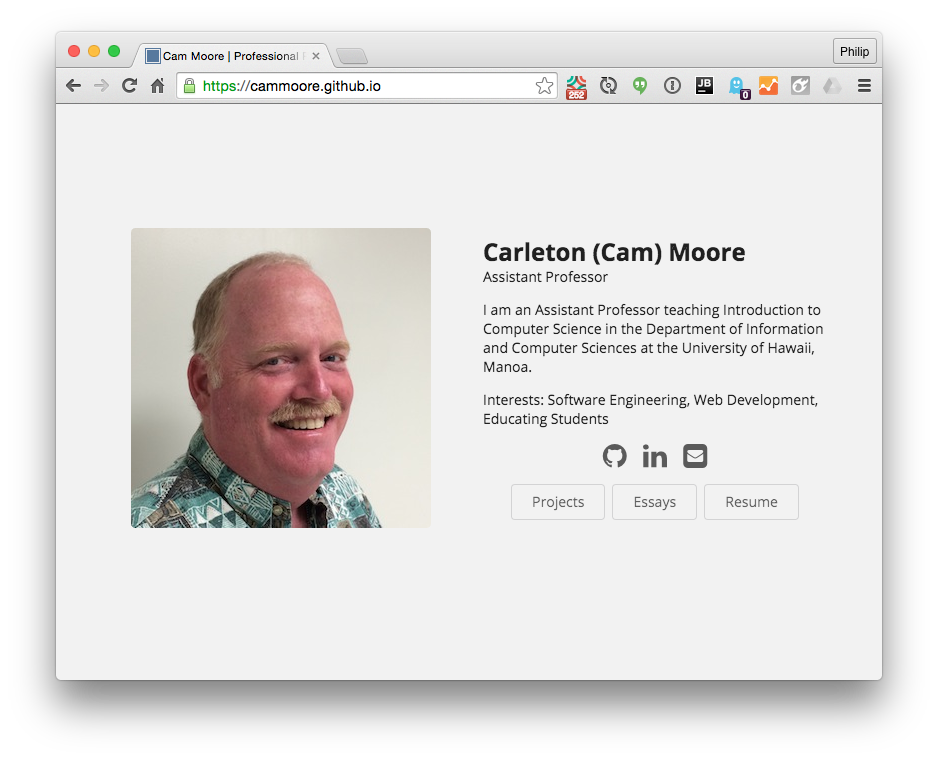 Cam Moore | Professional
Philip
https://cammoore.github.io
252
JB
0
Carleton (Cam) Moore
Assistant Professor
I am an Assistant Professor teaching Introduction to
Computer Science in the Department of Information
and Computer Sciences at the University of Hawaii,
Manoa.
Interests: Software Engineering, Web Development,
Educating Students
in
Projects
Essays
Resume